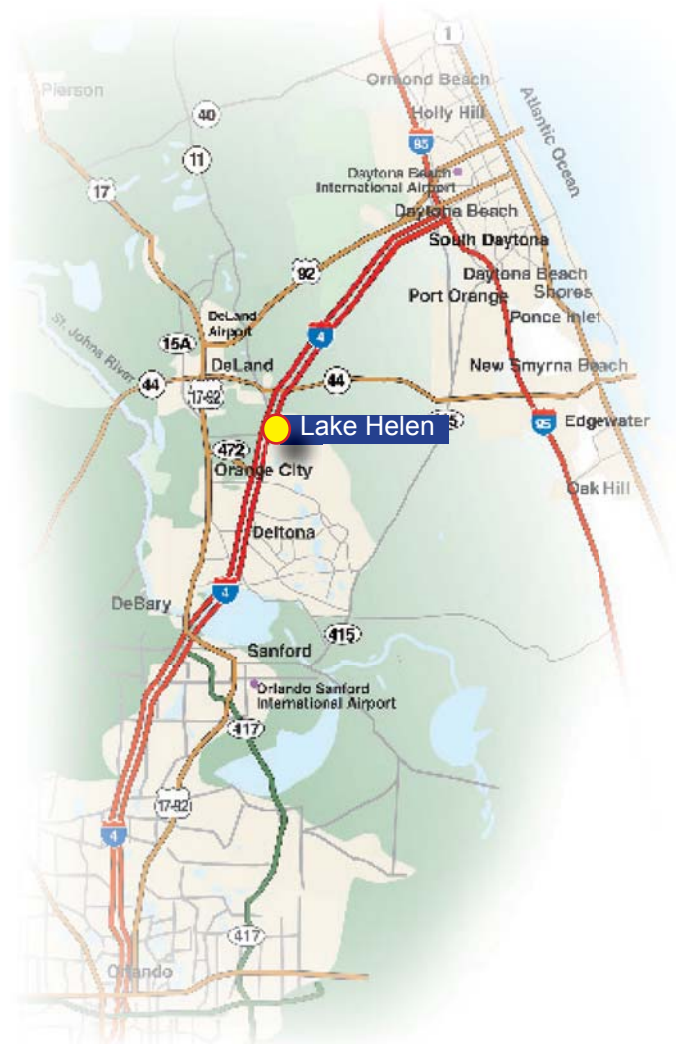 1
Pierson
Ormond Beach
Atlantic Ocean
Holly Hill
40
95
11
Daytona Beach
International Airport
17
Daytona Beach
South Daytona
92
Daytona Beach
Shores
Port Orange
DeLand
Airport
Ponce Inlet
St. Johns River
15A
4
DeLand
New Smyrna Beach
44
44
17-92
Lake Helen
95
Edgewater
472
Orange City
Oak Hill
Deltona
4
DeBary
415
Sanford
Orlando Sanford
International Airport
417
17-92
4
417
Orlando